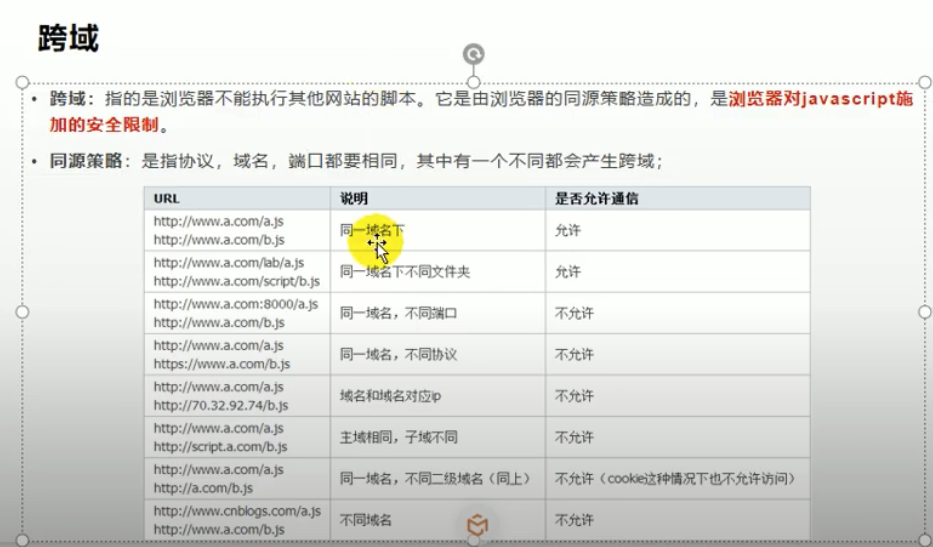 跨域
• 跨域：指的是浏览器不能执行其他网站的脚本。它是由浏览器的同源策略造成的，是浏览器对javascript施
加的安全限制。
• 同源策略：是指协议，域名，端口都要相同，其中有一个不同都会产生跨域；
URL 说明 是否允许通信
http://www.a.com/a.js
http://www.a.com/b.js
同一域名下 允许
http://www.a.com/lab/a.js
http://www.a.com/script/b.js
同一域名下不同文件夹 允许
http://www.a.com:8000/a.js
http://www.a.com/b.js
同一域名，不同端口 不允许
http://www.a.com/a.js
https://www.a.com/b.js
同一域名，不同协议 不允许
http://www.a.com/a.js
http://70.32.92.74/b.js
域名和域名对应ip 不允许
http://www.a.com/a.js
http://script.a.com/b.js
主域相同，子域不同 不允许
http://www.a.com/a.js
http://a.com/b.js
同一域名，不同二级域名（同上） 不允许（cookie这种情况下也不允许访问）
http://www.cnblogs.com/a.js
http://www.a.com/b.js
不同域名 不允许